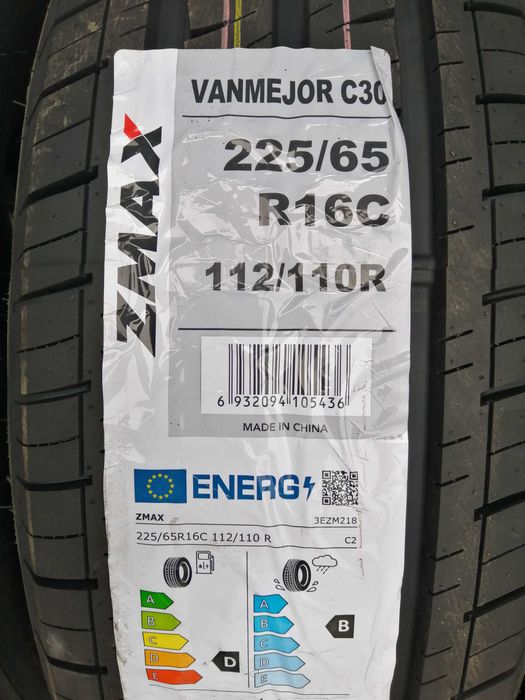 VANMEJOR C30
225/65
R16C
112/110R
ZMAX
6 932094 105436
MADE IN CHINA
ENERG
ZMAX 3EZM218
225/65R16C 112/110 R C2
A A
B B B
C C
D D D
E E